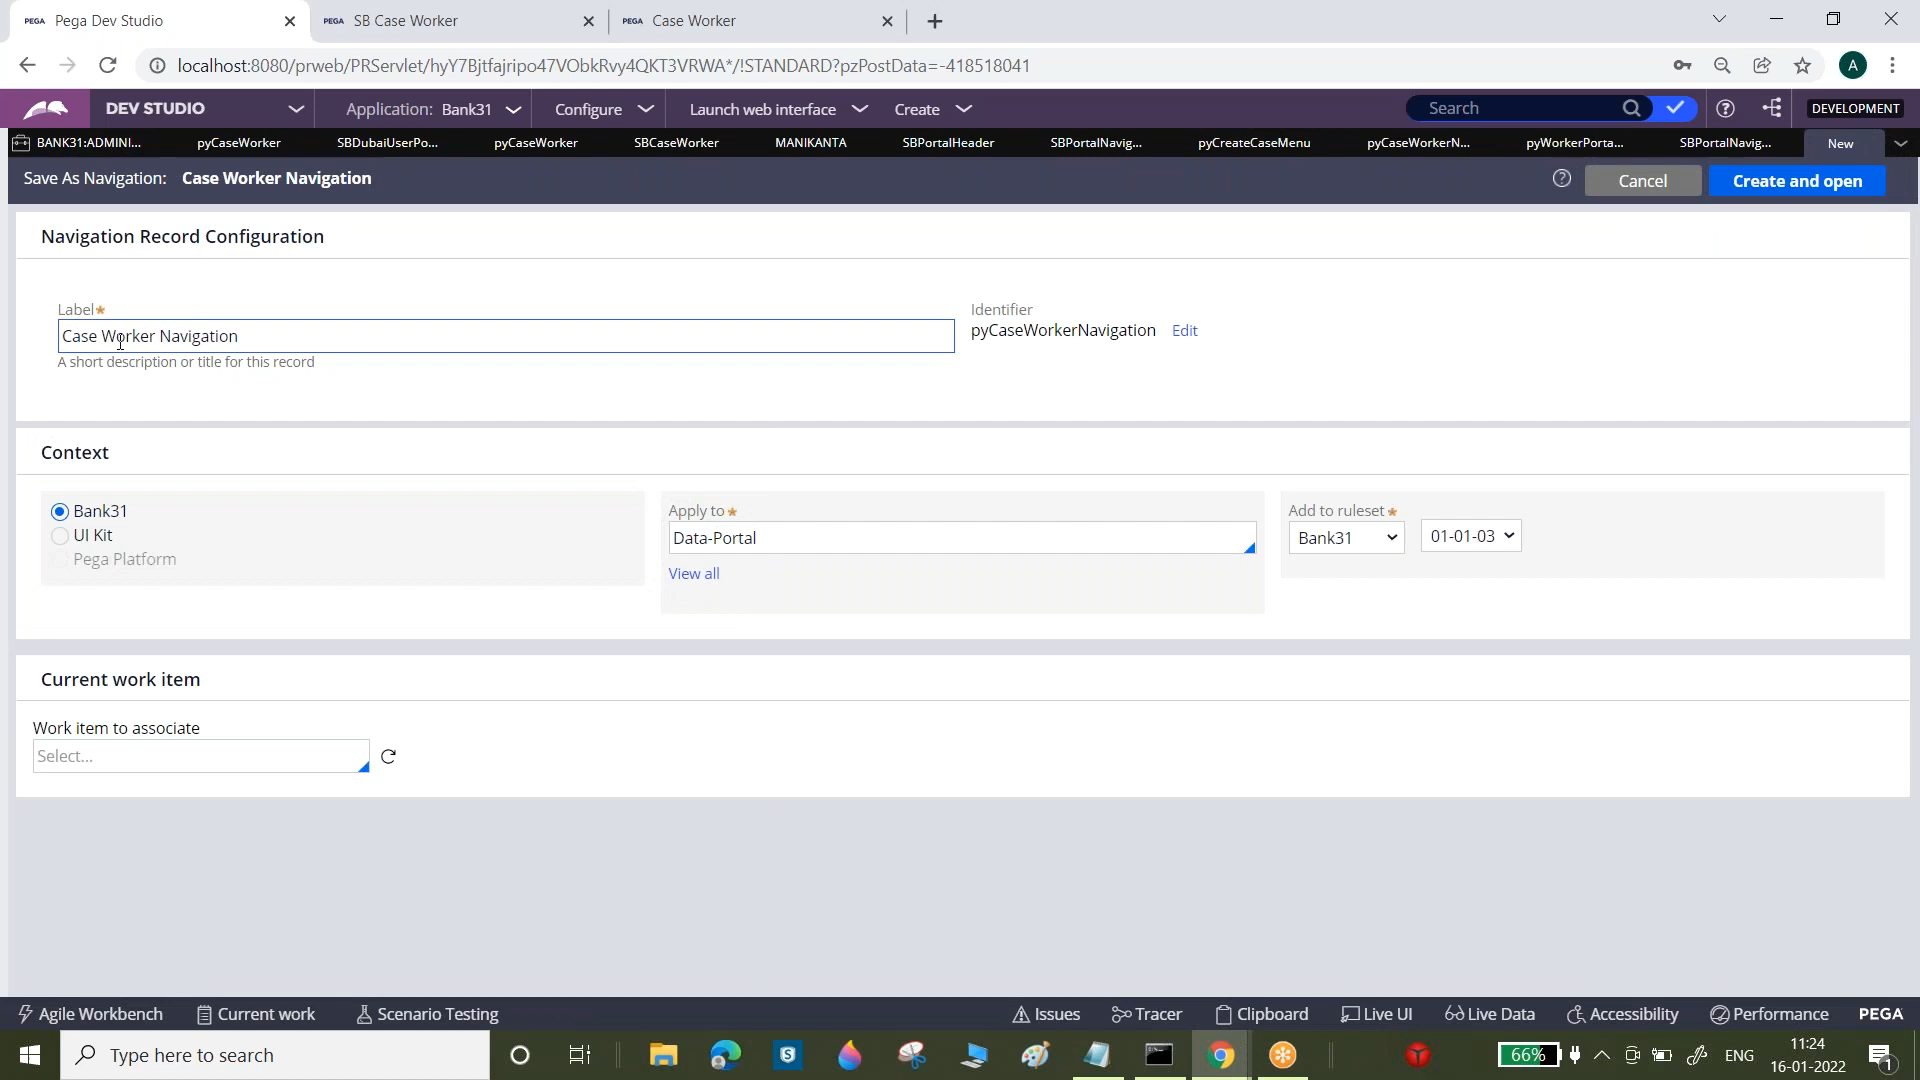 PEGA Pega Dev Studio
PEGA SB Case Worker
PEGA Case Worker
localhost:8080/prweb/PRServlet/hyY7Bjtfajripo47VObkRvy4QKT3VRWA*/!STANDARD?pzPostData=-418518041
A
DEV STUDIO
Application: Bank31
Configure
Launch web interface
Create
Search
DEVELOPMENT
BANK31:ADMINI...
pyCaseWorker
SBDubaiUserPo...
pyCaseWorker
SBCaseWorker
MANIKANTA
SBPortalHeader
SBPortalNavig...
pyCreateCaseMenu
pyCaseWorkerN...
pyWorkerPorta...
SBPortalNavig...
New
Save As Navigation: Case Worker Navigation
Cancel
Create and open
Navigation Record Configuration
Label*
Identifier
Case Worker Navigation
pyCaseWorkerNavigation Edit
A short description or title for this record
Context
Bank31
UI Kit
Pega Platform
Apply to*
Data-Portal
View all
Add to ruleset*
Bank31
01-01-03
Current work item
Work item to associate
Select...
Agile Workbench
Current work
Scenario Testing
Issues
Tracer
Clipboard
Live UI
Live Data
Accessibility
Performance
PEGA
Type here to search
66%
ENG
11:24
16-01-2022
1